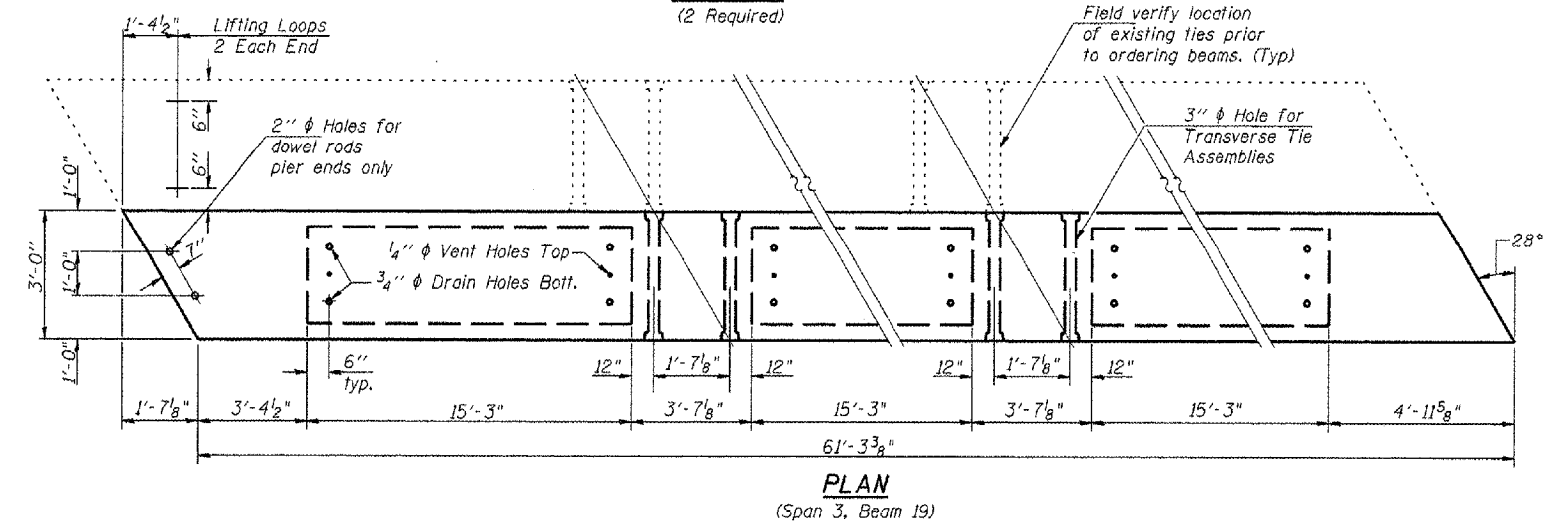 (2 Required)
1'-4½"
Lifting Loops
2 Each End
Field verify location
of existing ties prior
to ordering beams. (Typ)
6"
6"
2" ϕ Holes for
dowel rods
pier ends only
3" ϕ Hole for
Transverse Tie
Assemblies
1'-0"
3'-0"
1'-0"
7"
¼" ϕ Vent Holes Top
¾" ϕ Drain Holes Bott.
28°
1'-0"
6"
typ.
12"
1'-7⅛"
12"
12"
1'-7⅛"
12"
1'-7⅛"
3'-4½"
15'-3"
3'-7⅛"
15'-3"
3'-7⅛"
15'-3"
4'-11⅝"
61'-3⅜"
PLAN
(Span 3, Beam 19)